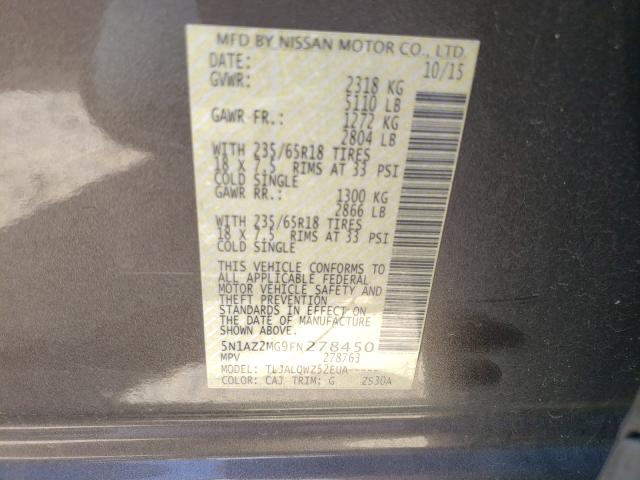 MFD BY NISSAN MOTOR CO., LTD.
DATE: 10/15
GVWR: 2318 KG
5110 LB
GAWR FR.: 1272 KG
2804 LB
WITH 235/65R18 TIRES
18 X 7.5 RIMS AT 33 PSI
COLD SINGLE
GAWR RR.: 1300 KG
2866 LB
WITH 235/65R18 TIRES
18 X 7.5 RIMS AT 33 PSI
COLD SINGLE
THIS VEHICLE CONFORMS TO
ALL APPLICABLE FEDERAL
MOTOR VEHICLE SAFETY AND
THEFT PREVENTION
STANDARDS IN EFFECT ON
THE DATE OF MANUFACTURE
SHOWN ABOVE.
5N1AZ2MG9FN278450
MPV 278763
MODEL: TLJALQWZ52EUA-----
COLOR: CAJ TRIM: G ZS30A